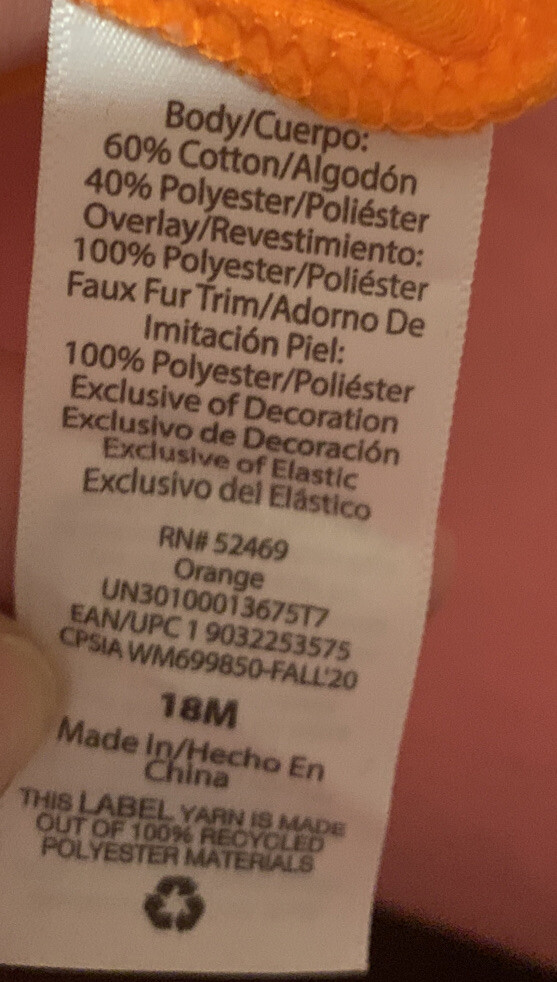 Body/Cuerpo:
60% Cotton/Algodón
40% Polyester/Poliéster
Overlay/Revestimiento:
100% Polyester/Poliéster
Faux Fur Trim/Adorno De
Imitación Piel:
100% Polyester/Poliéster
Exclusive of Decoration
Exclusivo de Decoración
Exclusive of Elastic
Exclusivo del Elástico
RN# 52469
Orange
UN30100013675T7
EAN/UPC 1 9032253575
CPSIA WM699850-FALL'20
18M
Made In/Hecho En
China
THIS LABEL YARN IS MADE
OUT OF 100% RECYCLED
POLYESTER MATERIALS